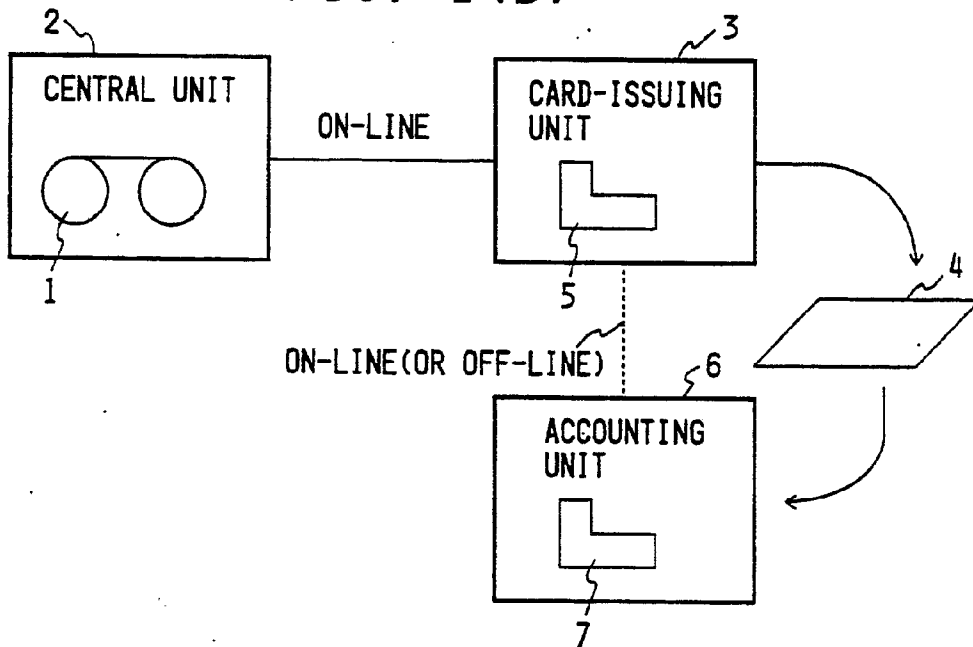 2
CENTRAL UNIT
1
ON-LINE
3
CARD-ISSUING
UNIT
5
4
ON-LINE(OR OFF-LINE)
6
ACCOUNTING
UNIT
7